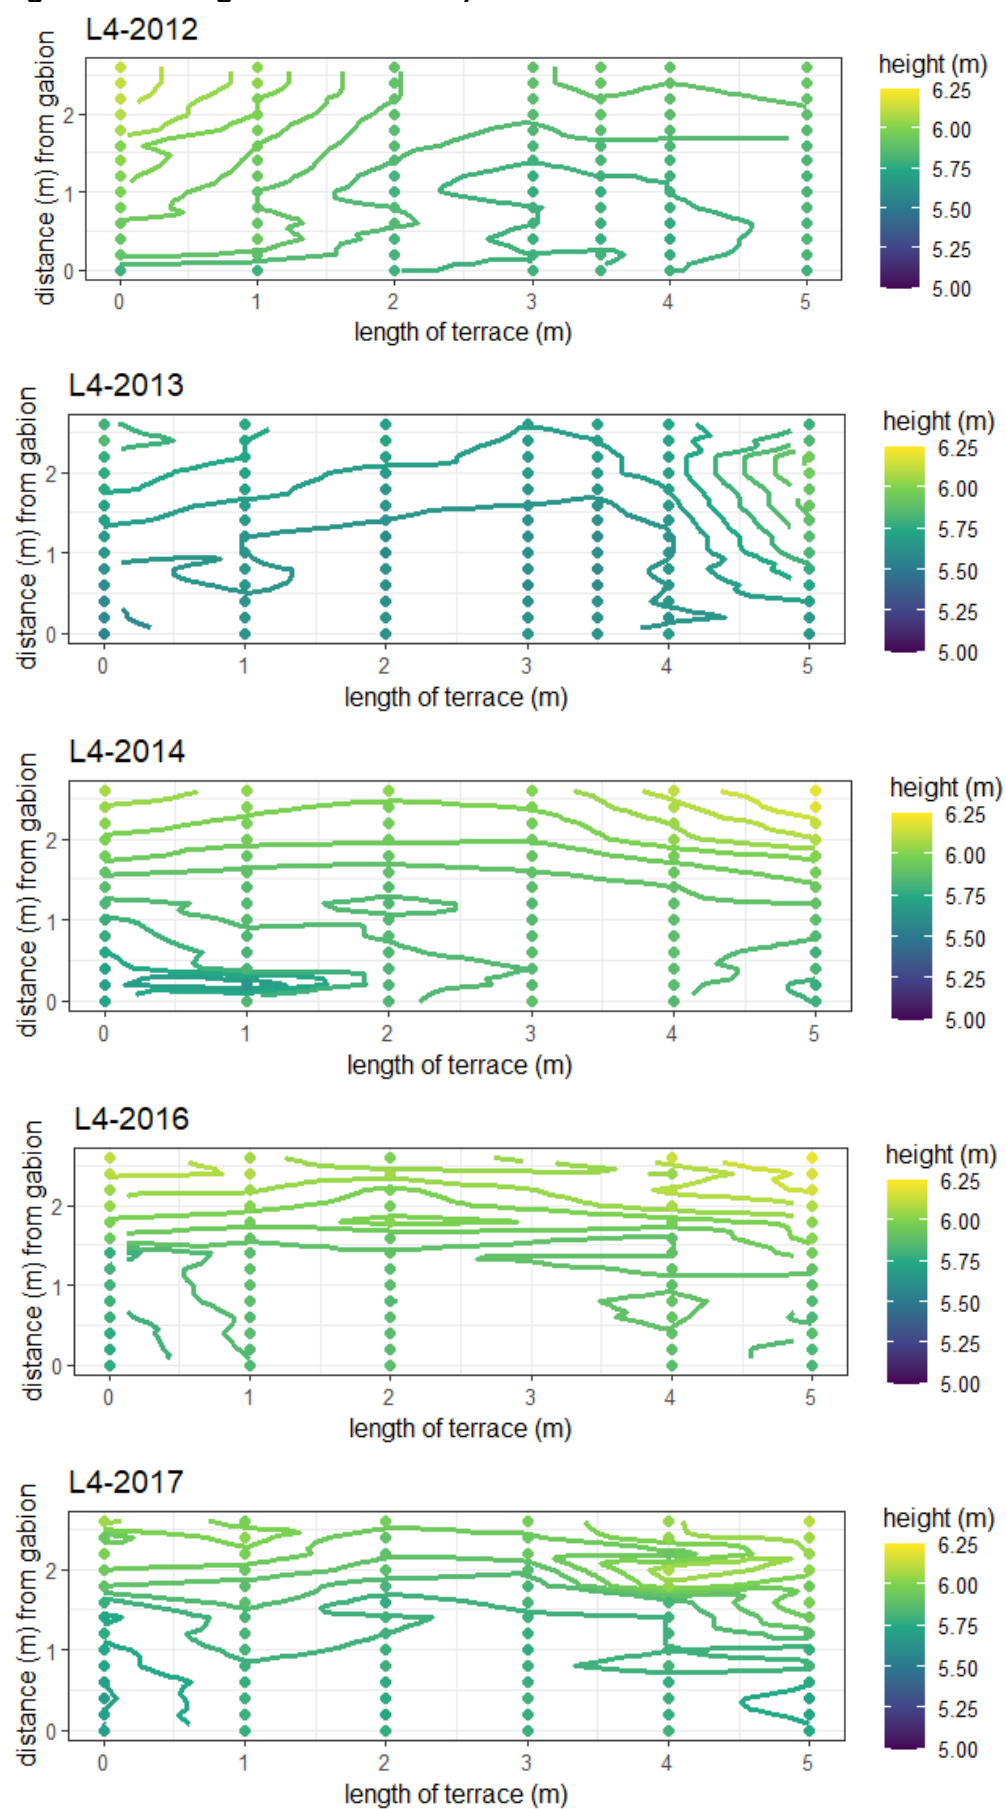 L4-2012
distance (m) from gabion
2
1
0
0 1 2 3 4 5
length of terrace (m)
height (m)
6.25
6.00
5.75
5.50
5.25
5.00
L4-2013
distance (m) from gabion
2
1
0
0 1 2 3 4 5
length of terrace (m)
height (m)
6.25
6.00
5.75
5.50
5.25
5.00
L4-2014
distance (m) from gabion
2
1
0
0 1 2 3 4 5
length of terrace (m)
height (m)
6.25
6.00
5.75
5.50
5.25
5.00
L4-2016
distance (m) from gabion
2
1
0
0 1 2 3 4 5
length of terrace (m)
height (m)
6.25
6.00
5.75
5.50
5.25
5.00
L4-2017
distance (m) from gabion
2
1
0
0 1 2 3 4 5
length of terrace (m)
height (m)
6.25
6.00
5.75
5.50
5.25
5.00